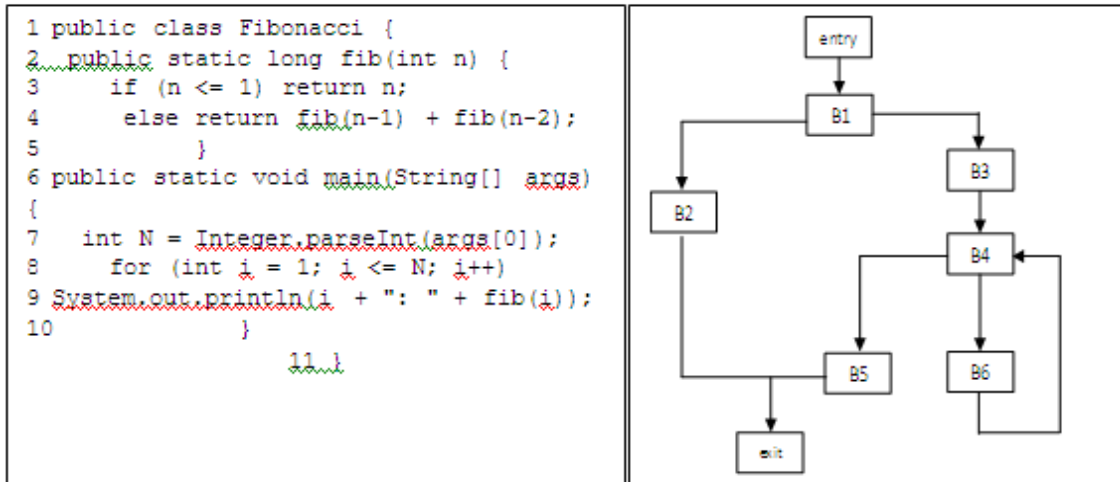 1 public class Fibonacci {
2 public static long fib(int n) {
3 if (n <= 1) return n;
4 else return fib(n-1) + fib(n-2);
5 }
6 public static void main(String[] args)
{
7 int N = Integer.parseInt(args[0]);
8 for (int i = 1; i <= N; i++)
9 System.out.println(i + ": " + fib(i));
10 }
11 }
entry
B1
B3
B2
B4
B5
B6
exit